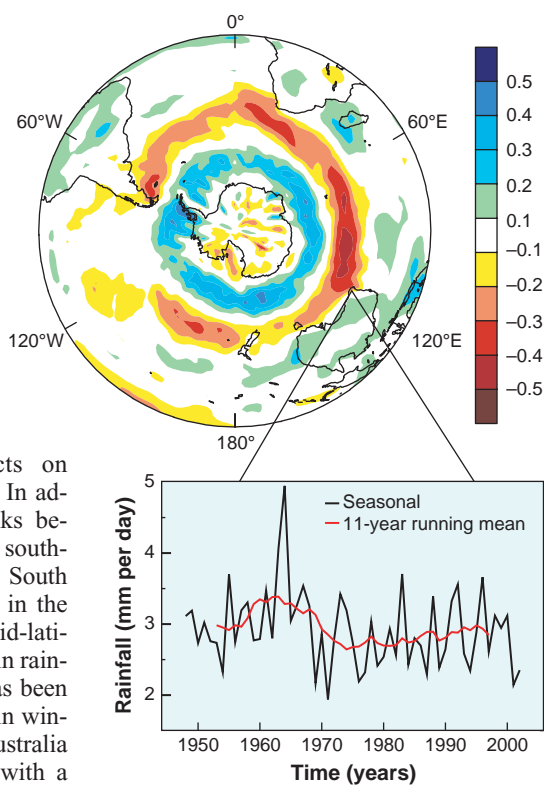 0°
60°W
60°E
120°W
120°E
180°
0.5
0.4
0.3
0.2
0.1
–0.1
–0.2
–0.3
–0.4
–0.5
cts on
In ad-
ks be-
south-
South
in the
id-lati-
in rain-
as been
in win-
ustralia
with a
5
4
3
2
Rainfall (mm per day)
Seasonal
11-year running mean
1950 1960 1970 1980 1990 2000
Time (years)